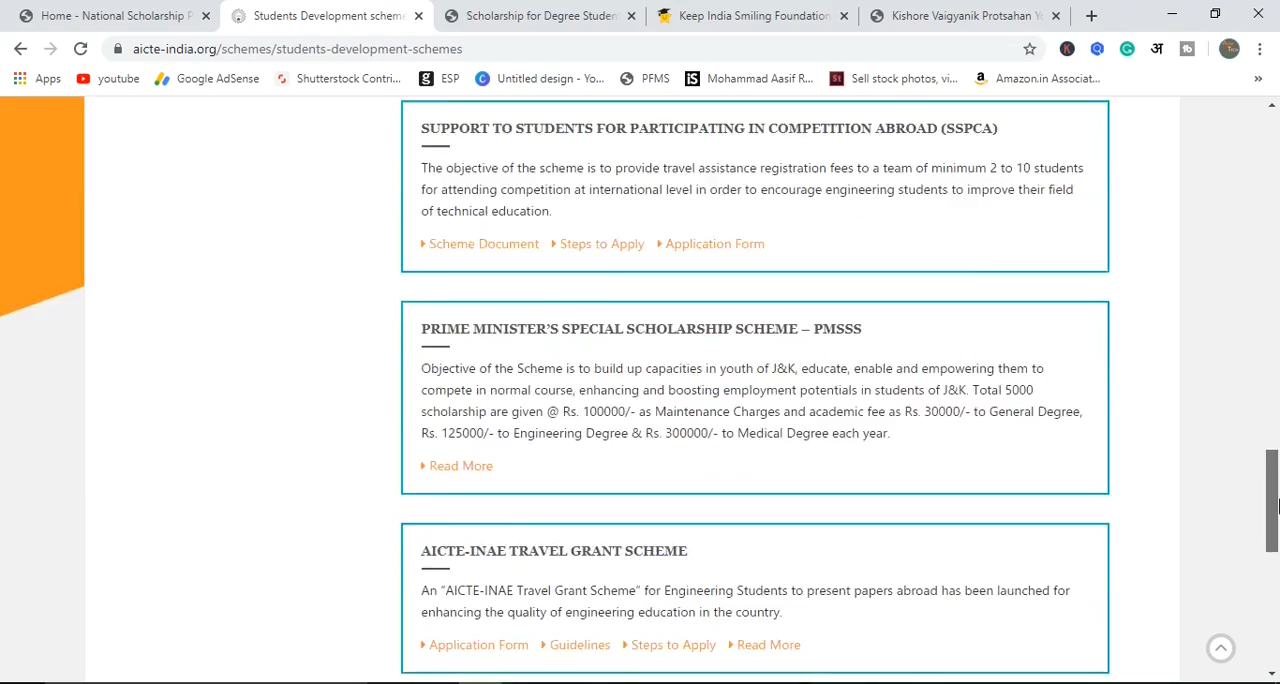 Home - National Scholarship P
Students Development scheme
Scholarship for Degree Studen
Keep India Smiling Foundation
Kishore Vaigyanik Protsahan Y
aicte-india.org/schemes/students-development-schemes
Apps
youtube
Google AdSense
Shutterstock Contri...
ESP
Untitled design - Yo...
PFMS
Mohammad Aasif R...
Sell stock photos, vi...
Amazon.in Associat...
SUPPORT TO STUDENTS FOR PARTICIPATING IN COMPETITION ABROAD (SSPCA)
The objective of the scheme is to provide travel assistance registration fees to a team of minimum 2 to 10 students
for attending competition at international level in order to encourage engineering students to improve their field
of technical education.
Scheme Document Steps to Apply Application Form
PRIME MINISTER'S SPECIAL SCHOLARSHIP SCHEME – PMSSS
Objective of the Scheme is to build up capacities in youth of J&K, educate, enable and empowering them to
compete in normal course, enhancing and boosting employment potentials in students of J&K. Total 5000
scholarship are given @ Rs. 100000/- as Maintenance Charges and academic fee as Rs. 30000/- to General Degree,
Rs. 125000/- to Engineering Degree & Rs. 300000/- to Medical Degree each year.
Read More
AICTE-INAE TRAVEL GRANT SCHEME
An "AICTE-INAE Travel Grant Scheme" for Engineering Students to present papers abroad has been launched for
enhancing the quality of engineering education in the country.
Application Form Guidelines Steps to Apply Read More